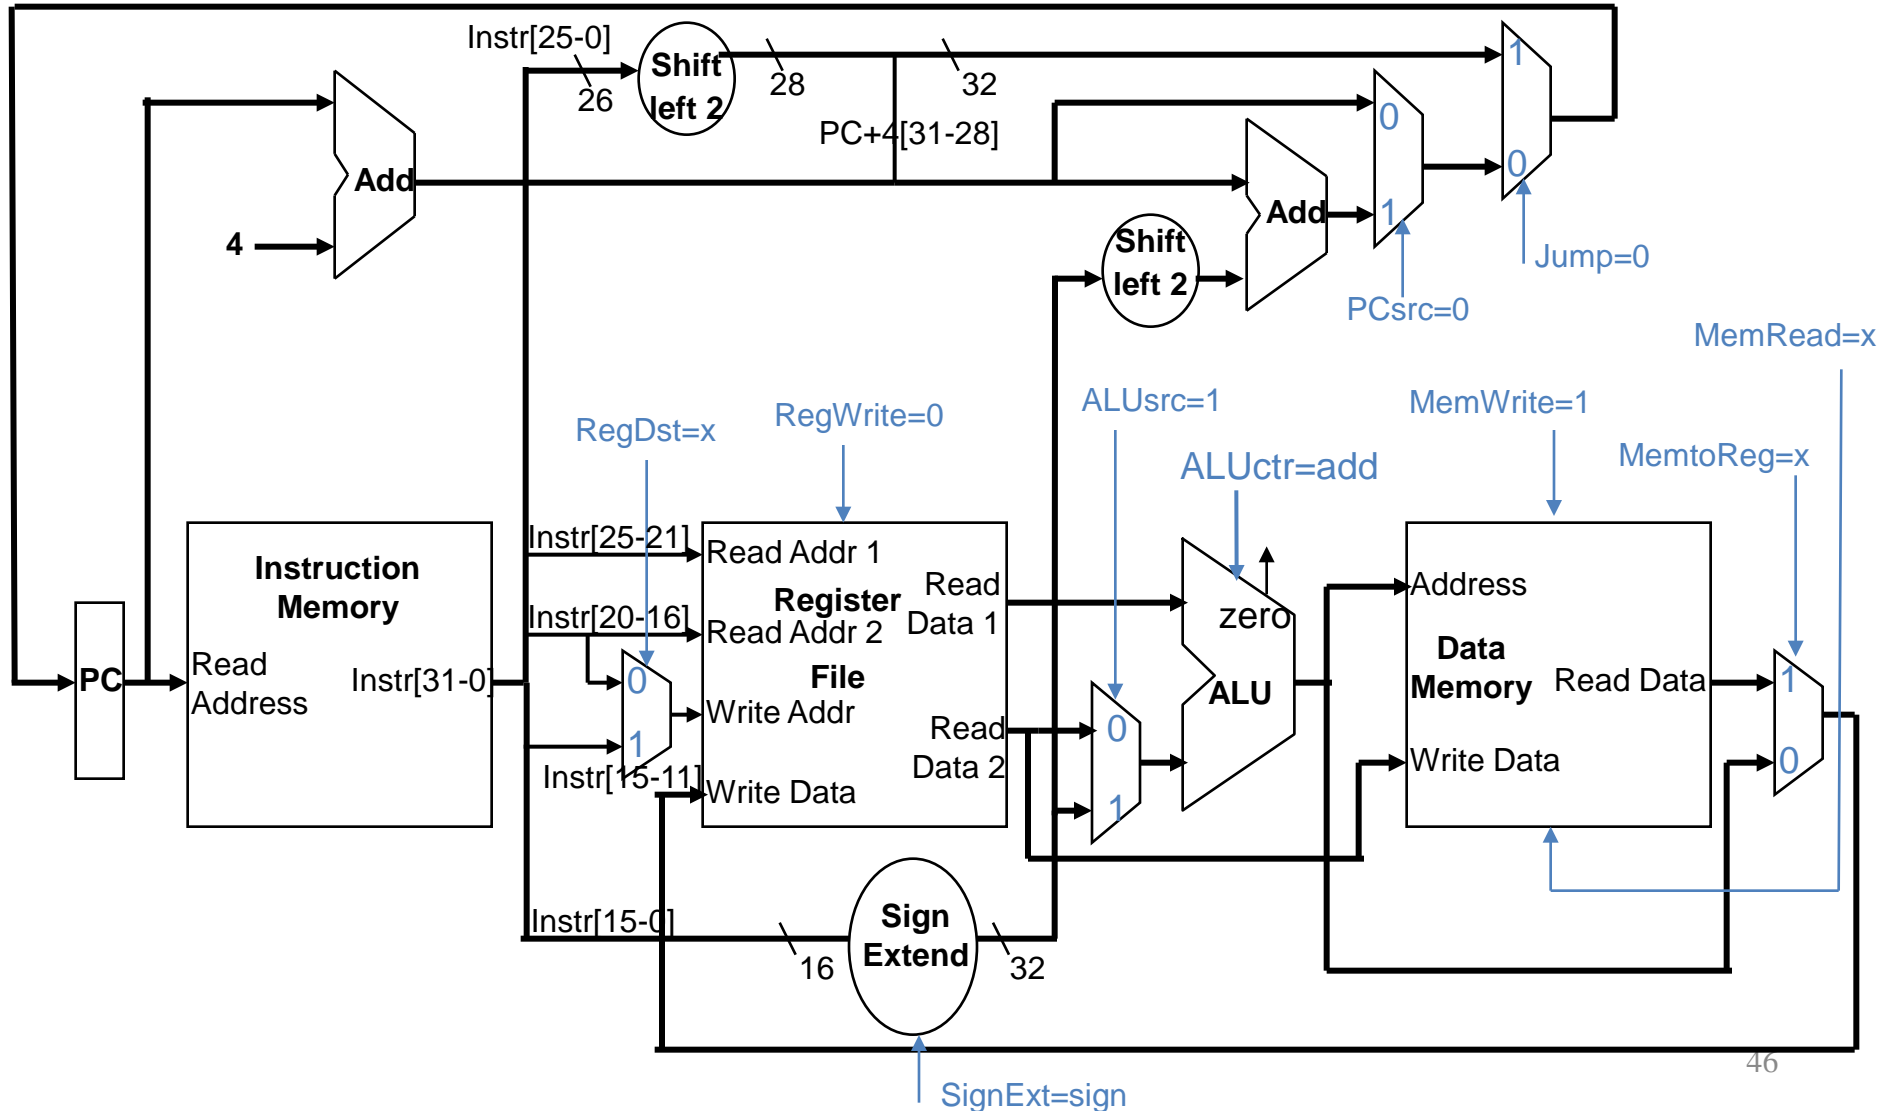 Instr[25-0]
26
Shift
left 2
28
32
1
PC+4[31-28]
0
0
Add
Add
1
4
Shift
left 2
Jump=0
PCsrc=0
MemRead=x
ALUsrc=1
MemWrite=1
RegDst=x
RegWrite=0
MemtoReg=x
ALUctr=add
Instruction
Memory
Read
Address
Instr[31-0]
PC
Instr[25-21]
Instr[20-16]
0
1
Instr[15-11]
Read Addr 1
Register
Read Addr 2
File
Write Addr
Write Data
Read
Data 1
Read
Data 2
0
1
zero
ALU
Address
Data
Memory
Read Data
Write Data
1
0
Instr[15-0]
16
Sign
Extend
32
SignExt=sign
46